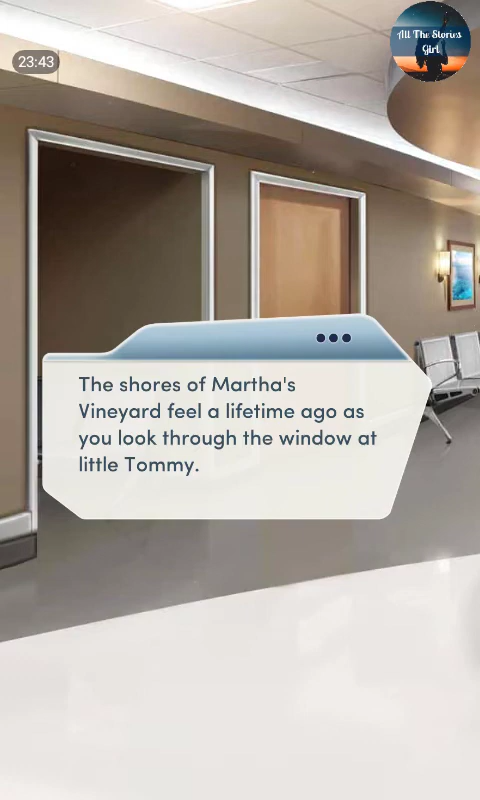 23:43
All The Stories
Girl
The shores of Martha's
Vineyard feel a lifetime ago as
you look through the window at
little Tommy.